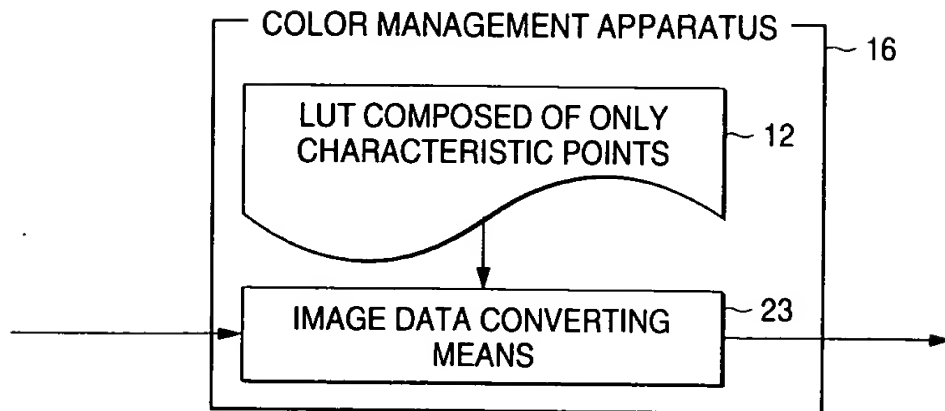 COLOR MANAGEMENT APPARATUS
16
LUT COMPOSED OF ONLY
CHARACTERISTIC POINTS
12
IMAGE DATA CONVERTING
MEANS
23